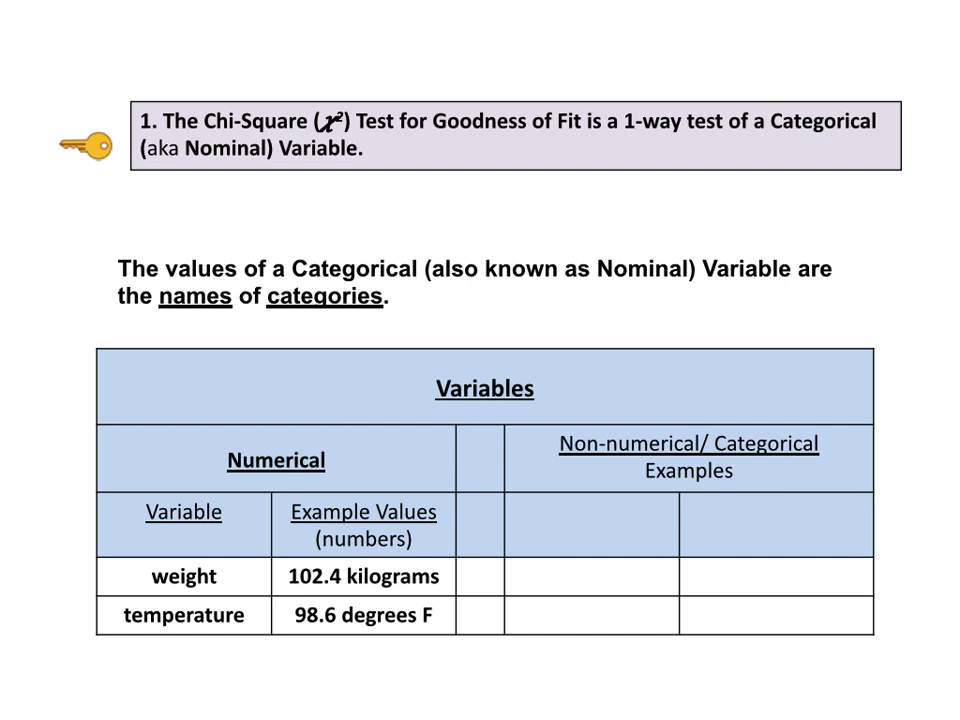 1. The Chi-Square (𝝌²) Test for Goodness of Fit is a 1-way test of a Categorical
(aka Nominal) Variable.
The values of a Categorical (also known as Nominal) Variable are
the names of categories.
Variables
Numerical
Non-numerical/ Categorical
Examples
Variable
Example Values
(numbers)
weight
102.4 kilograms
temperature
98.6 degrees F